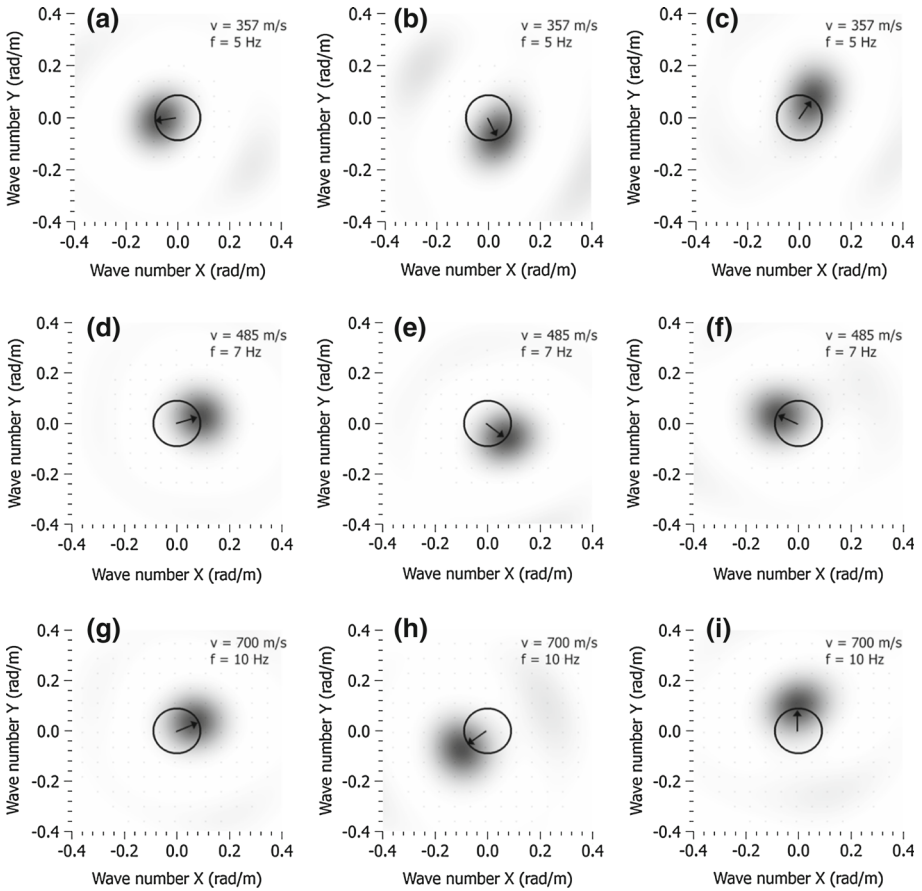 (a)
v = 357 m/s
f = 5 Hz
Wave number Y (rad/m)
0.4
0.2
0.0
-0.2
-0.4
-0.4 -0.2 0.0 0.2 0.4
Wave number X (rad/m)
(b)
v = 357 m/s
f = 5 Hz
Wave number Y (rad/m)
0.4
0.2
0.0
-0.2
-0.4
-0.4 -0.2 0.0 0.2 0.4
Wave number X (rad/m)
(c)
v = 357 m/s
f = 5 Hz
Wave number Y (rad/m)
0.4
0.2
0.0
-0.2
-0.4
-0.4 -0.2 0.0 0.2 0.4
Wave number X (rad/m)
(d)
v = 485 m/s
f = 7 Hz
Wave number Y (rad/m)
0.4
0.2
0.0
-0.2
-0.4
-0.4 -0.2 0.0 0.2 0.4
Wave number X (rad/m)
(e)
v = 485 m/s
f = 7 Hz
Wave number Y (rad/m)
0.4
0.2
0.0
-0.2
-0.4
-0.4 -0.2 0.0 0.2 0.4
Wave number X (rad/m)
(f)
v = 485 m/s
f = 7 Hz
Wave number Y (rad/m)
0.4
0.2
0.0
-0.2
-0.4
-0.4 -0.2 0.0 0.2 0.4
Wave number X (rad/m)
(g)
v = 700 m/s
f = 10 Hz
Wave number Y (rad/m)
0.4
0.2
0.0
-0.2
-0.4
-0.4 -0.2 0.0 0.2 0.4
Wave number X (rad/m)
(h)
v = 700 m/s
f = 10 Hz
Wave number Y (rad/m)
0.4
0.2
0.0
-0.2
-0.4
-0.4 -0.2 0.0 0.2 0.4
Wave number X (rad/m)
(i)
v = 700 m/s
f = 10 Hz
Wave number Y (rad/m)
0.4
0.2
0.0
-0.2
-0.4
-0.4 -0.2 0.0 0.2 0.4
Wave number X (rad/m)